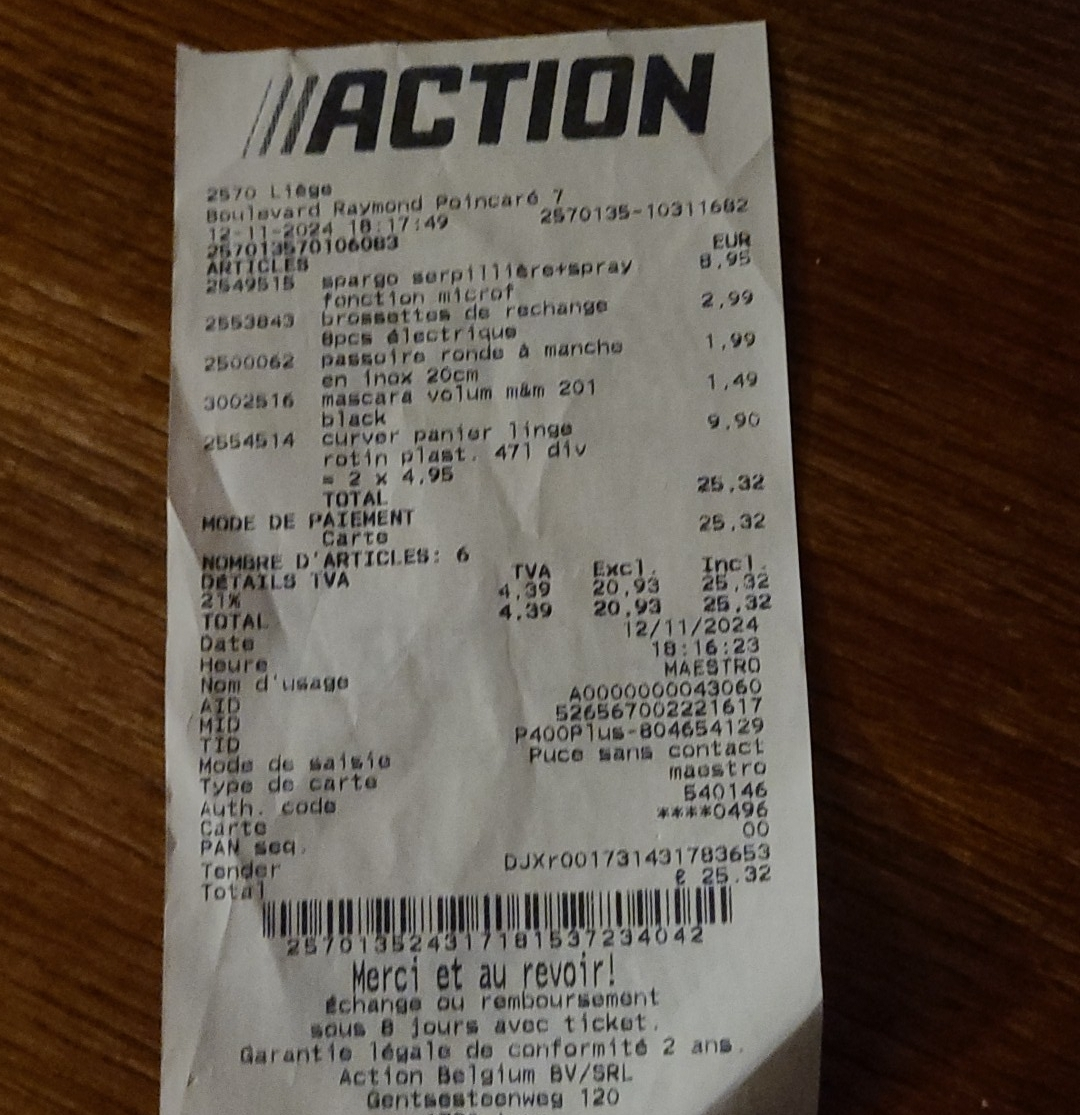 ACTION
2570 Liège
Boulevard Raymond Poincaré 7
12-11-2024 18:17:49 2570135-10311682
257013570106083
ARTICLES EUR
2549515 spargo serpillière+spray 8,95
fonction microf
2553843 brossettes de rechange 2,99
8pcs électrique
2500062 passoire ronde à manche 1,99
en inox 20cm
3002516 mascara volum m&m 201 1,49
black
2554514 curver panier linge 9,90
rotin plast. 47l div
= 2 x 4,95
TOTAL 25,32
MODE DE PAIEMENT
Carte 25,32
NOMBRE D'ARTICLES: 6
DÉTAILS TVA TVA Excl. Incl.
21% 4,39 20,93 25,32
TOTAL 4,39 20,93 25,32
Date 12/11/2024
Heure 18:16:23
Nom d'usage MAESTRO
AID A0000000043060
MID 526567002221617
TID P400Plus-804654129
Mode de saisie Puce sans contact
Type de carte maestro
Auth. code 540146
Carte ****0496
PAN seq. 00
Tender DJXr001731431783653
Total € 25.32
257013524317181537234042
Merci et au revoir!
Échange ou remboursement
sous 8 jours avec ticket.
Garantie légale de conformité 2 ans.
Action Belgium BV/SRL
Gentsesteenweg 120